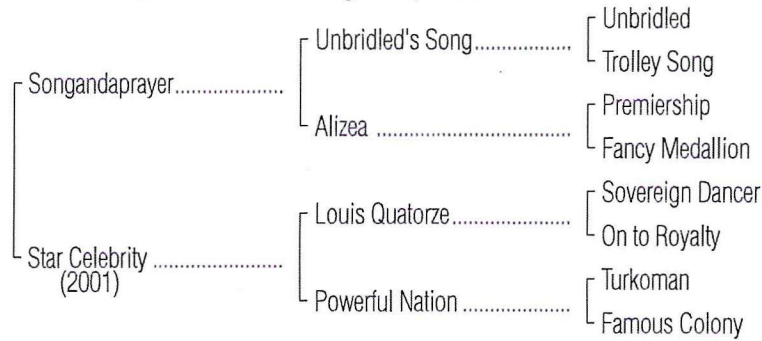 Unbridled
Unbridled's Song..............................
Trolley Song
Songandaprayer....................
Premiership
Alizea ..................................
Fancy Medallion
Sovereign Dancer
Louis Quatorze.....................
On to Royalty
Star Celebrity ........................
(2001)
Turkoman
Powerful Nation ...................
Famous Colony